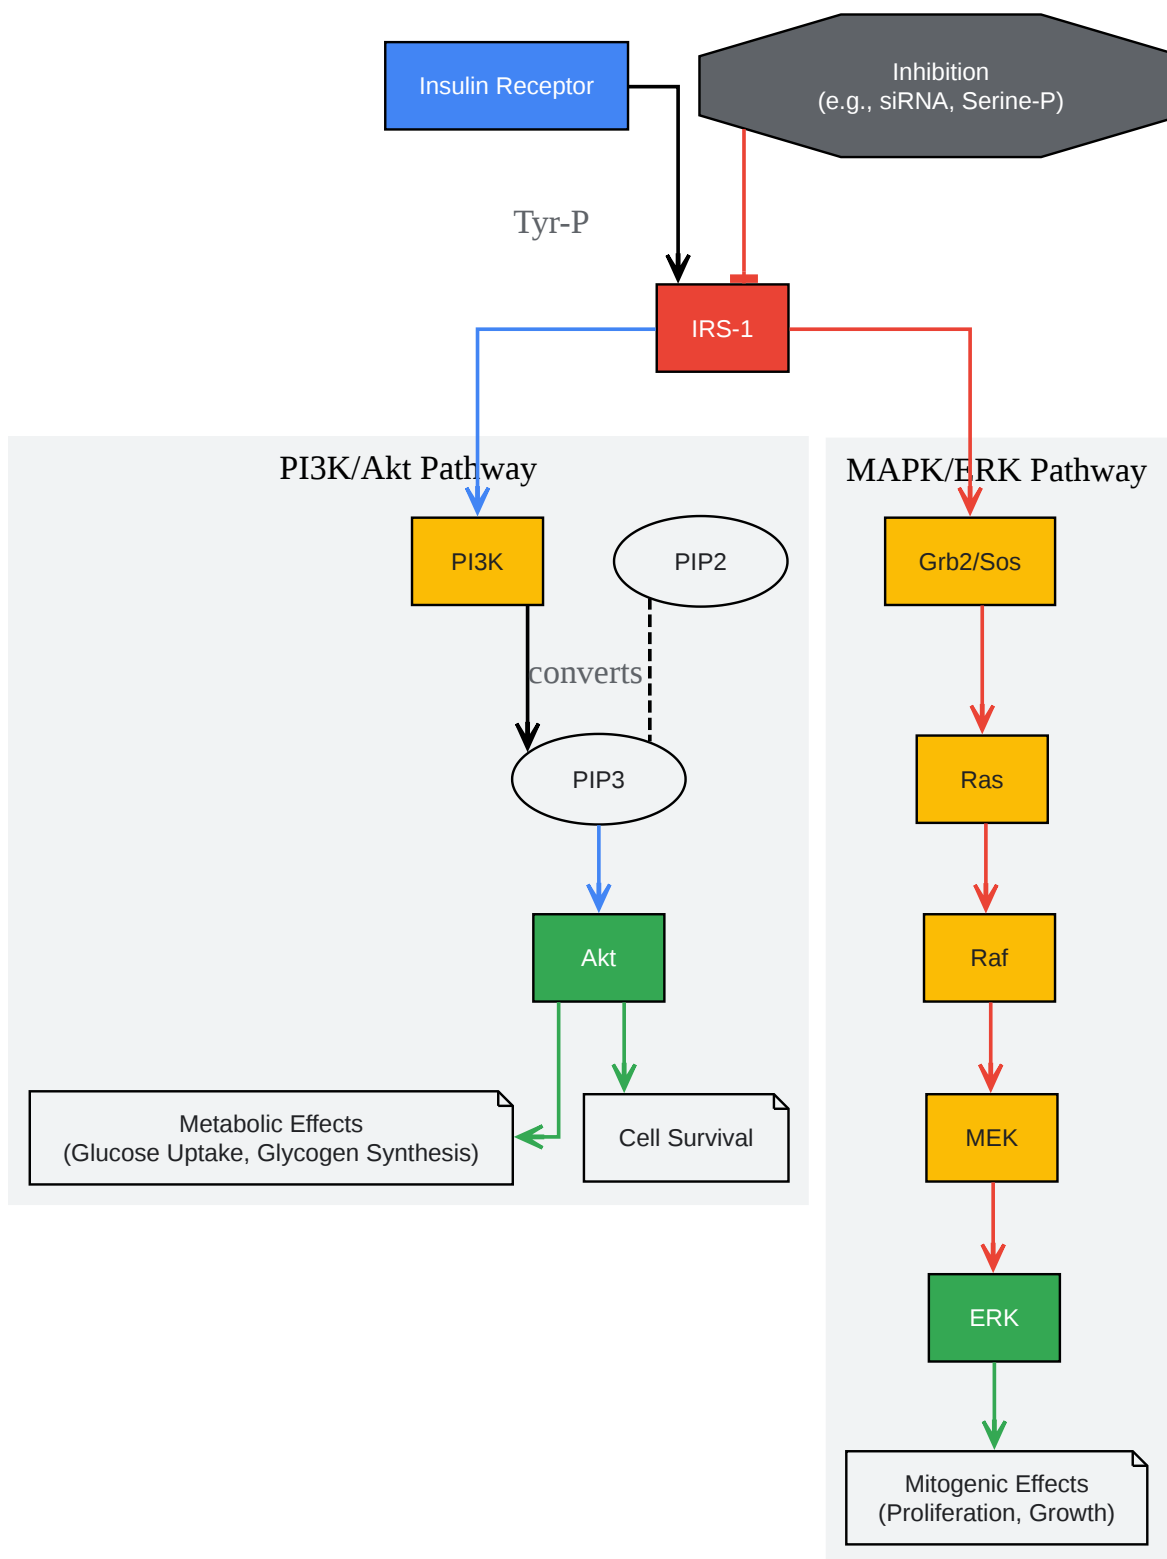 Insulin Receptor
Inhibition
(e.g., siRNA, Serine-P)
Tyr-P
IRS-1
PI3K/Akt Pathway
MAPK/ERK Pathway
PI3K
PIP2
Grb2/Sos
converts
PIP3
Ras
Akt
Raf
Metabolic Effects
(Glucose Uptake, Glycogen Synthesis)
Cell Survival
MEK
ERK
Mitogenic Effects
(Proliferation, Growth)